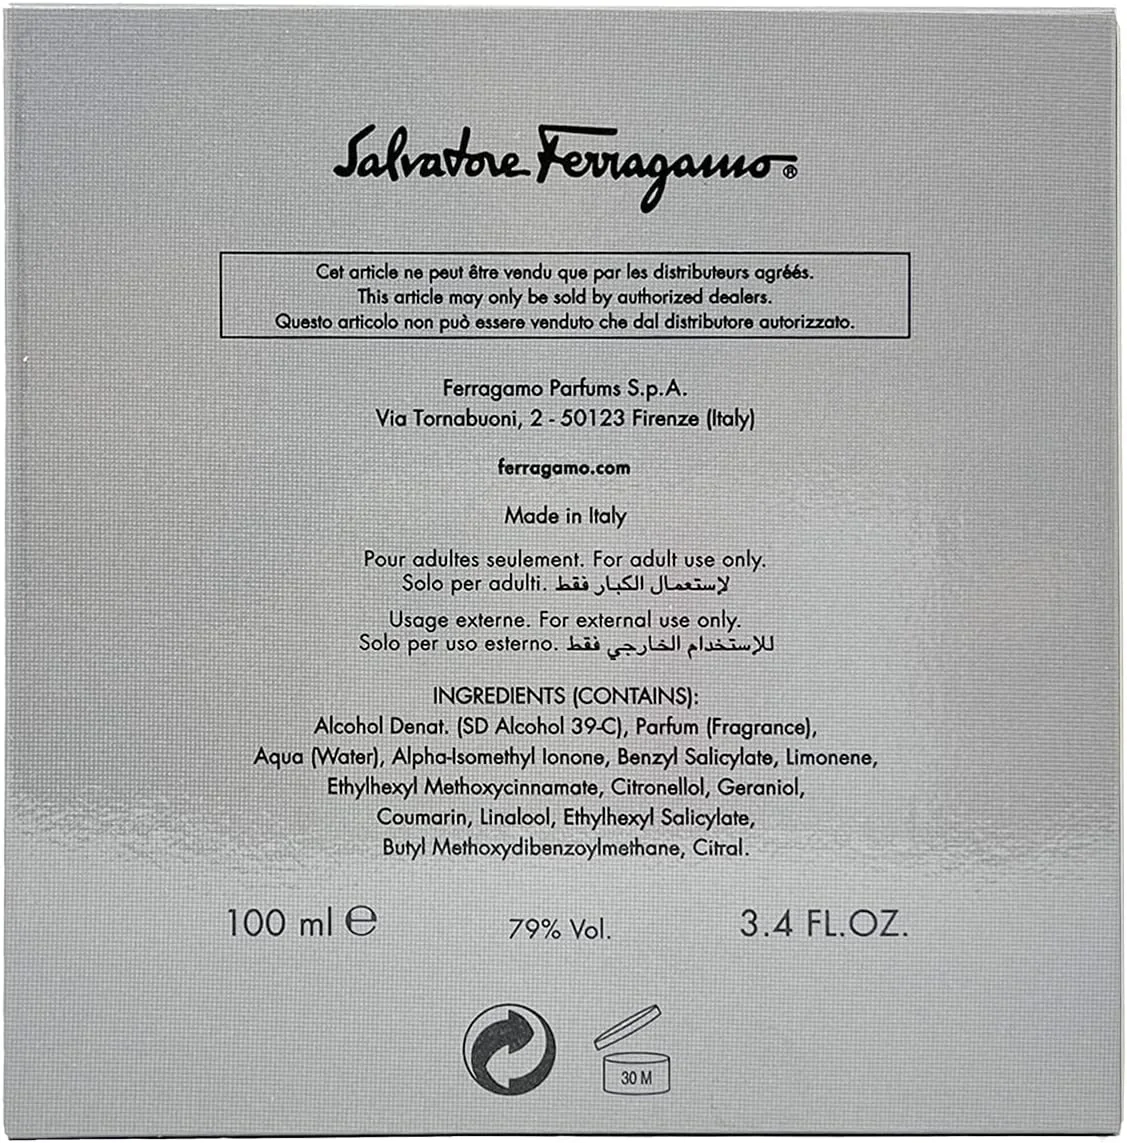 Salvatore Ferragamo®
Cet article ne peut être vendu que par les distributeurs agréés.
This article may only be sold by authorized dealers.
Questo articolo non può essere venduto che dal distributore autorizzato.
Ferragamo Parfums S.p.A.
Via Tornabuoni, 2 - 50123 Firenze (Italy)
ferragamo.com
Made in Italy
Pour adultes seulement. For adult use only.
Solo per adulti. لإستعمال الكبار فقط
Usage externe. For external use only.
Solo per uso esterno. للإستخدام الخارجي فقط
INGREDIENTS (CONTAINS):
Alcohol Denat. (SD Alcohol 39-C), Parfum (Fragrance),
Aqua (Water), Alpha-Isomethyl Ionone, Benzyl Salicylate, Limonene,
Ethylhexyl Methoxycinnamate, Citronellol, Geraniol,
Coumarin, Linalool, Ethylhexyl Salicylate,
Butyl Methoxydibenzoylmethane, Citral.
100 ml ℮ 79% Vol. 3.4 FL.OZ.
30 M